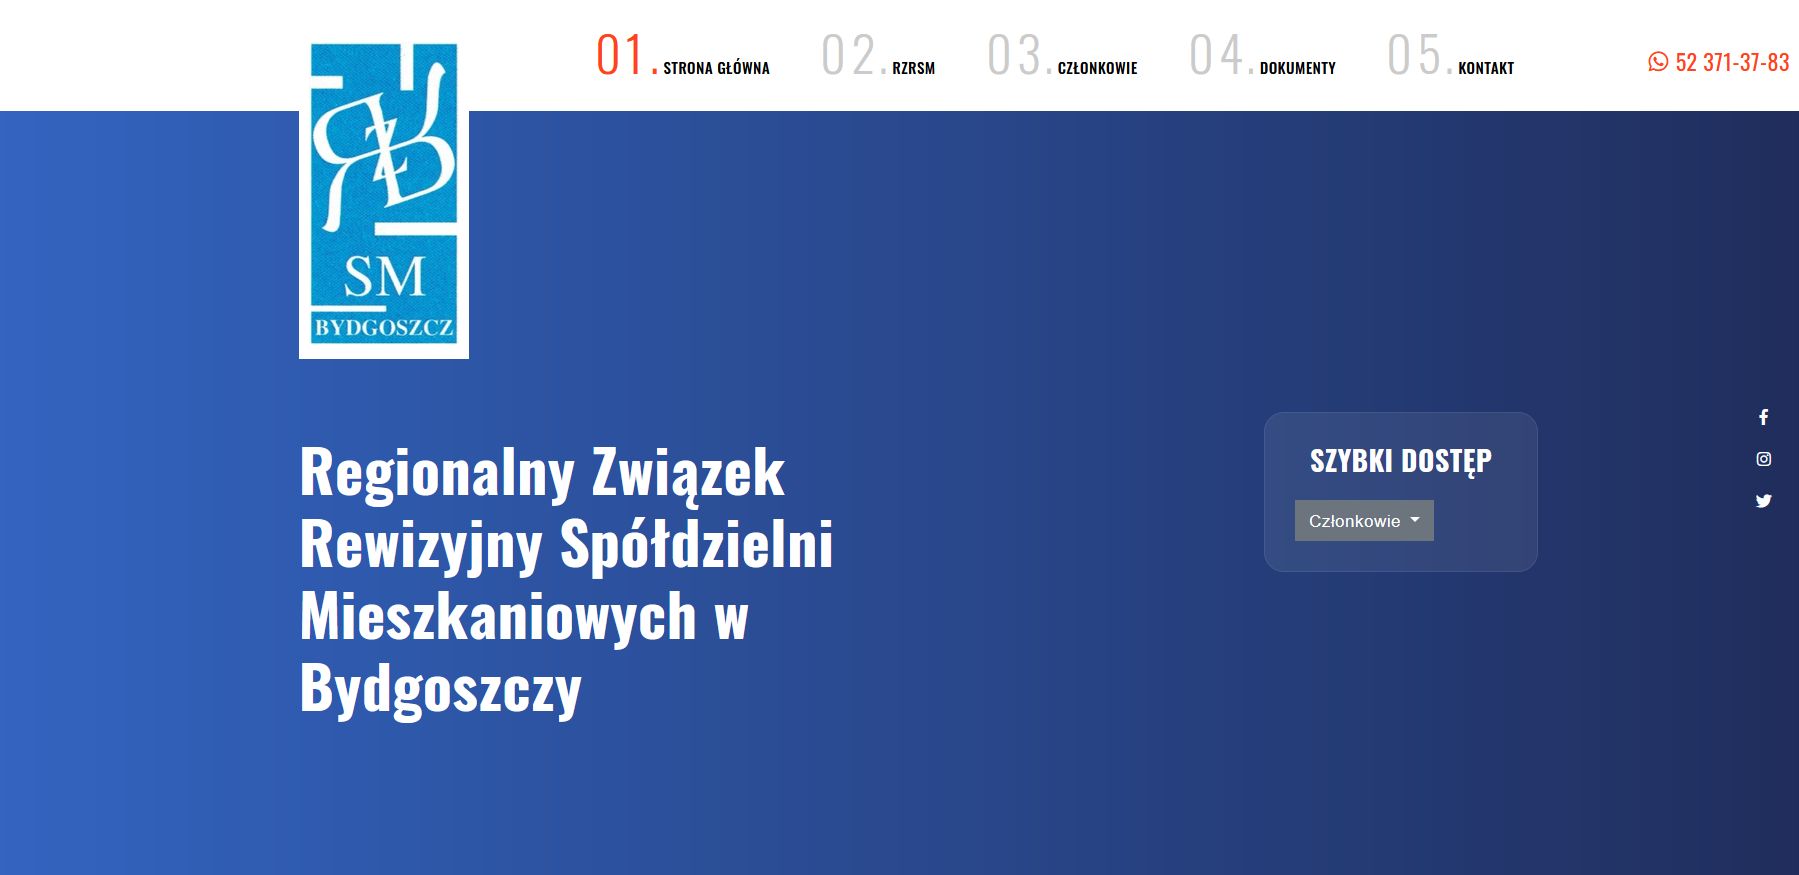 01. STRONA GŁÓWNA
02. RZRSM
03. CZŁONKOWIE
04. DOKUMENTY
05. KONTAKT
52 371-37-83
RZR
SM
BYDGOSZCZ
Regionalny Związek
Rewizyjny Spółdzielni
Mieszkaniowych w
Bydgoszczy
SZYBKI DOSTĘP
Członkowie